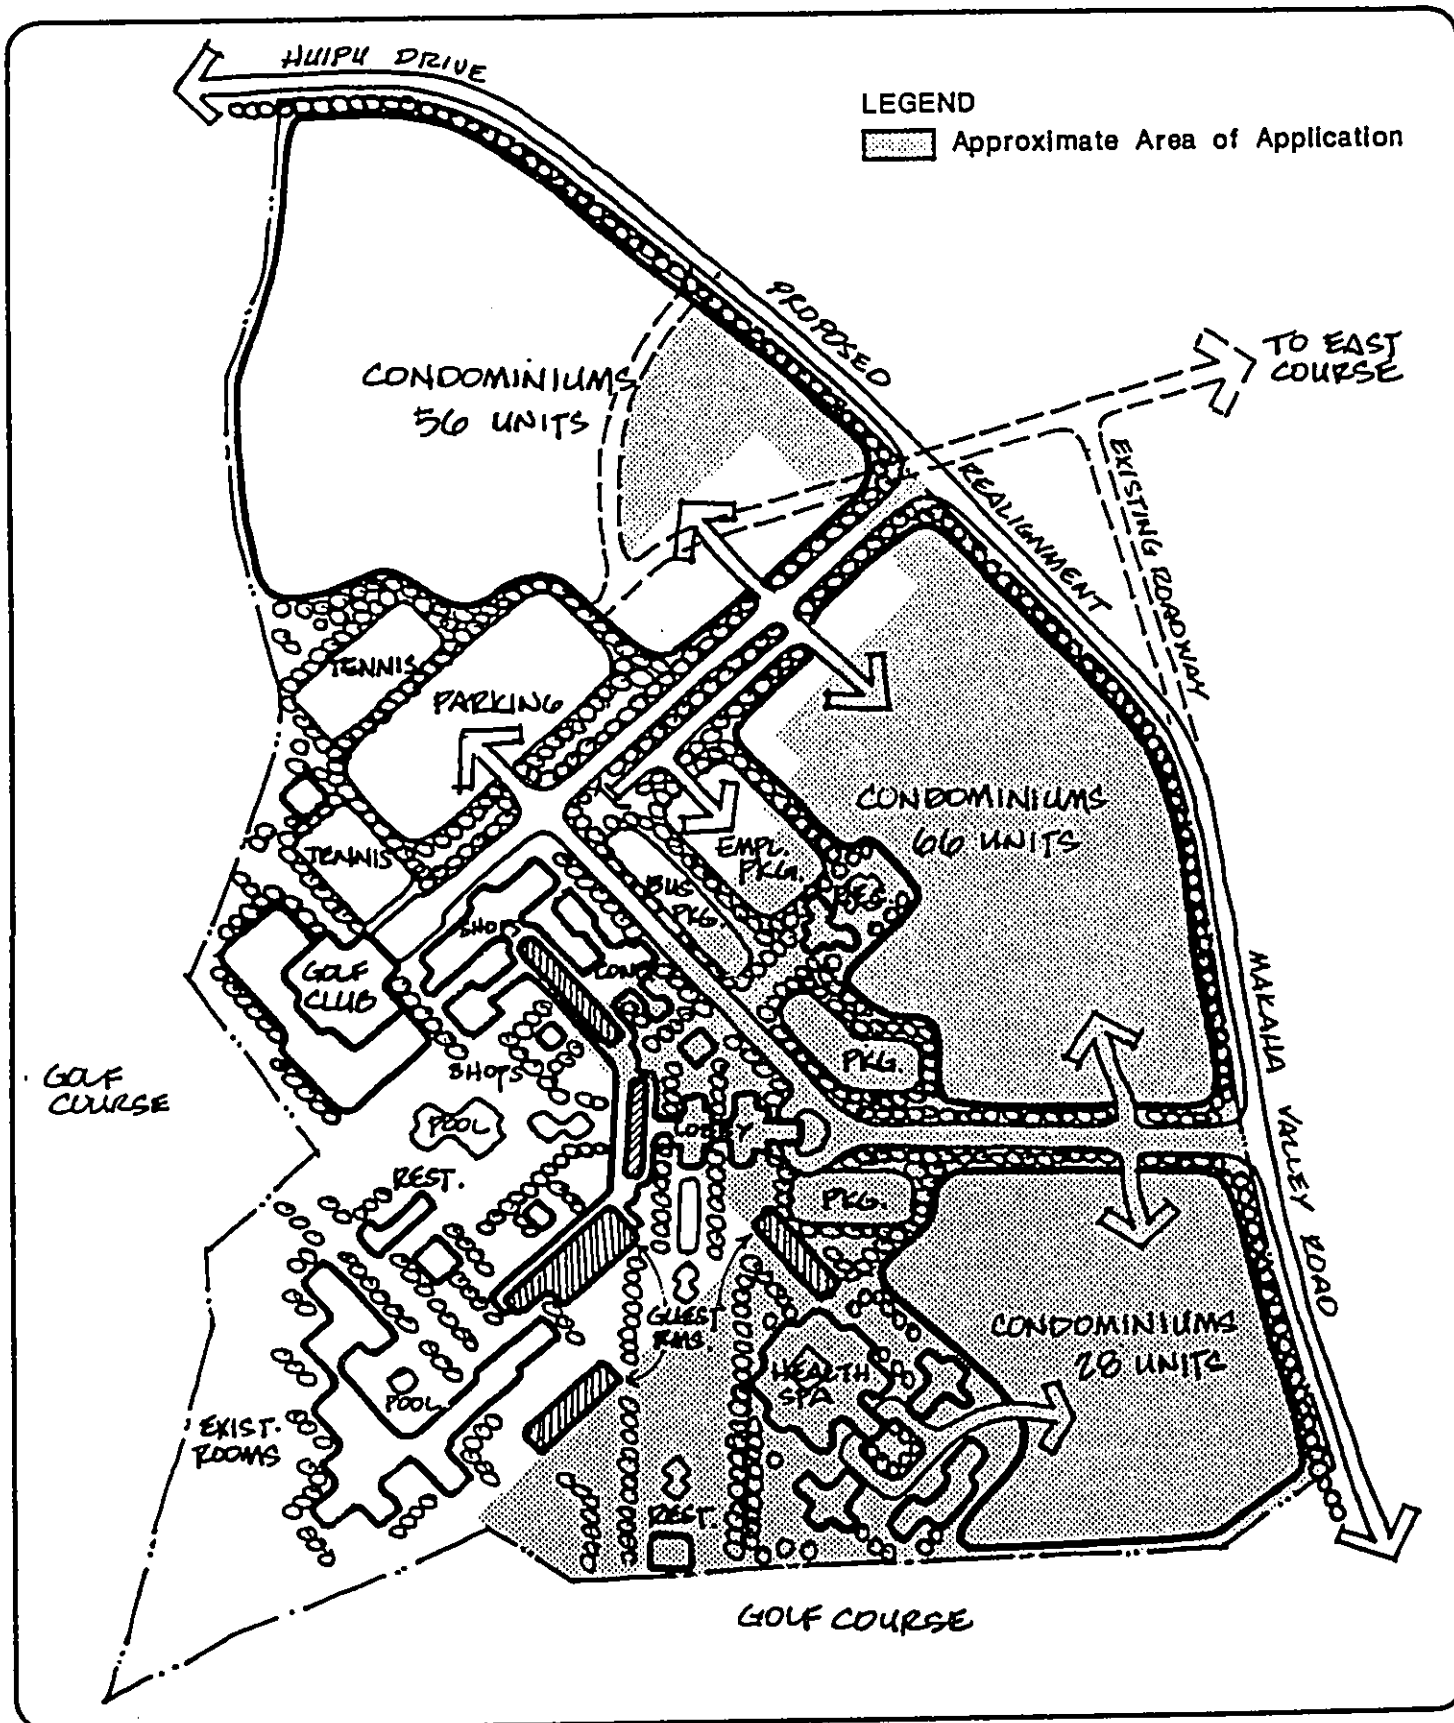 HUIPU DRIVE
LEGEND
Approximate Area of Application
PROPOSED
REALIGNMENT
TO EAST
COURSE
EXISTING ROADWAY
CONDOMINIUMS
56 UNITS
TENNIS
PARKING
CONDOMINIUMS
66 UNITS
TENNIS
EMPL.
PKG.
BUS
PKG.
RES.
SHOPS
CONF.
GOLF
CLUB
MAKAHA VALLEY ROAD
PKG.
SHOPS
GOLF
COURSE
POOL
LOBBY
REST.
PKG.
GUEST
RMS.
CONDOMINIUMS
28 UNITS
HEALTH
SPA
POOL
EXIST.
ROOMS
REST.
GOLF COURSE